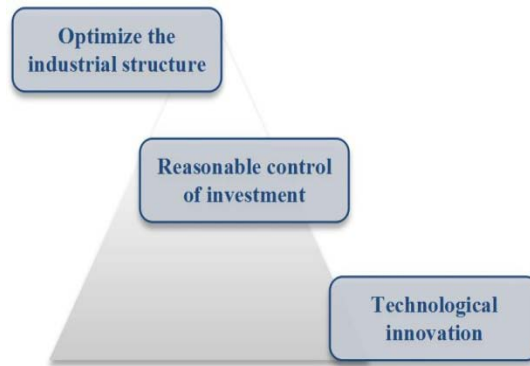 Optimize the
industrial structure
Reasonable control
of investment
Technological
innovation